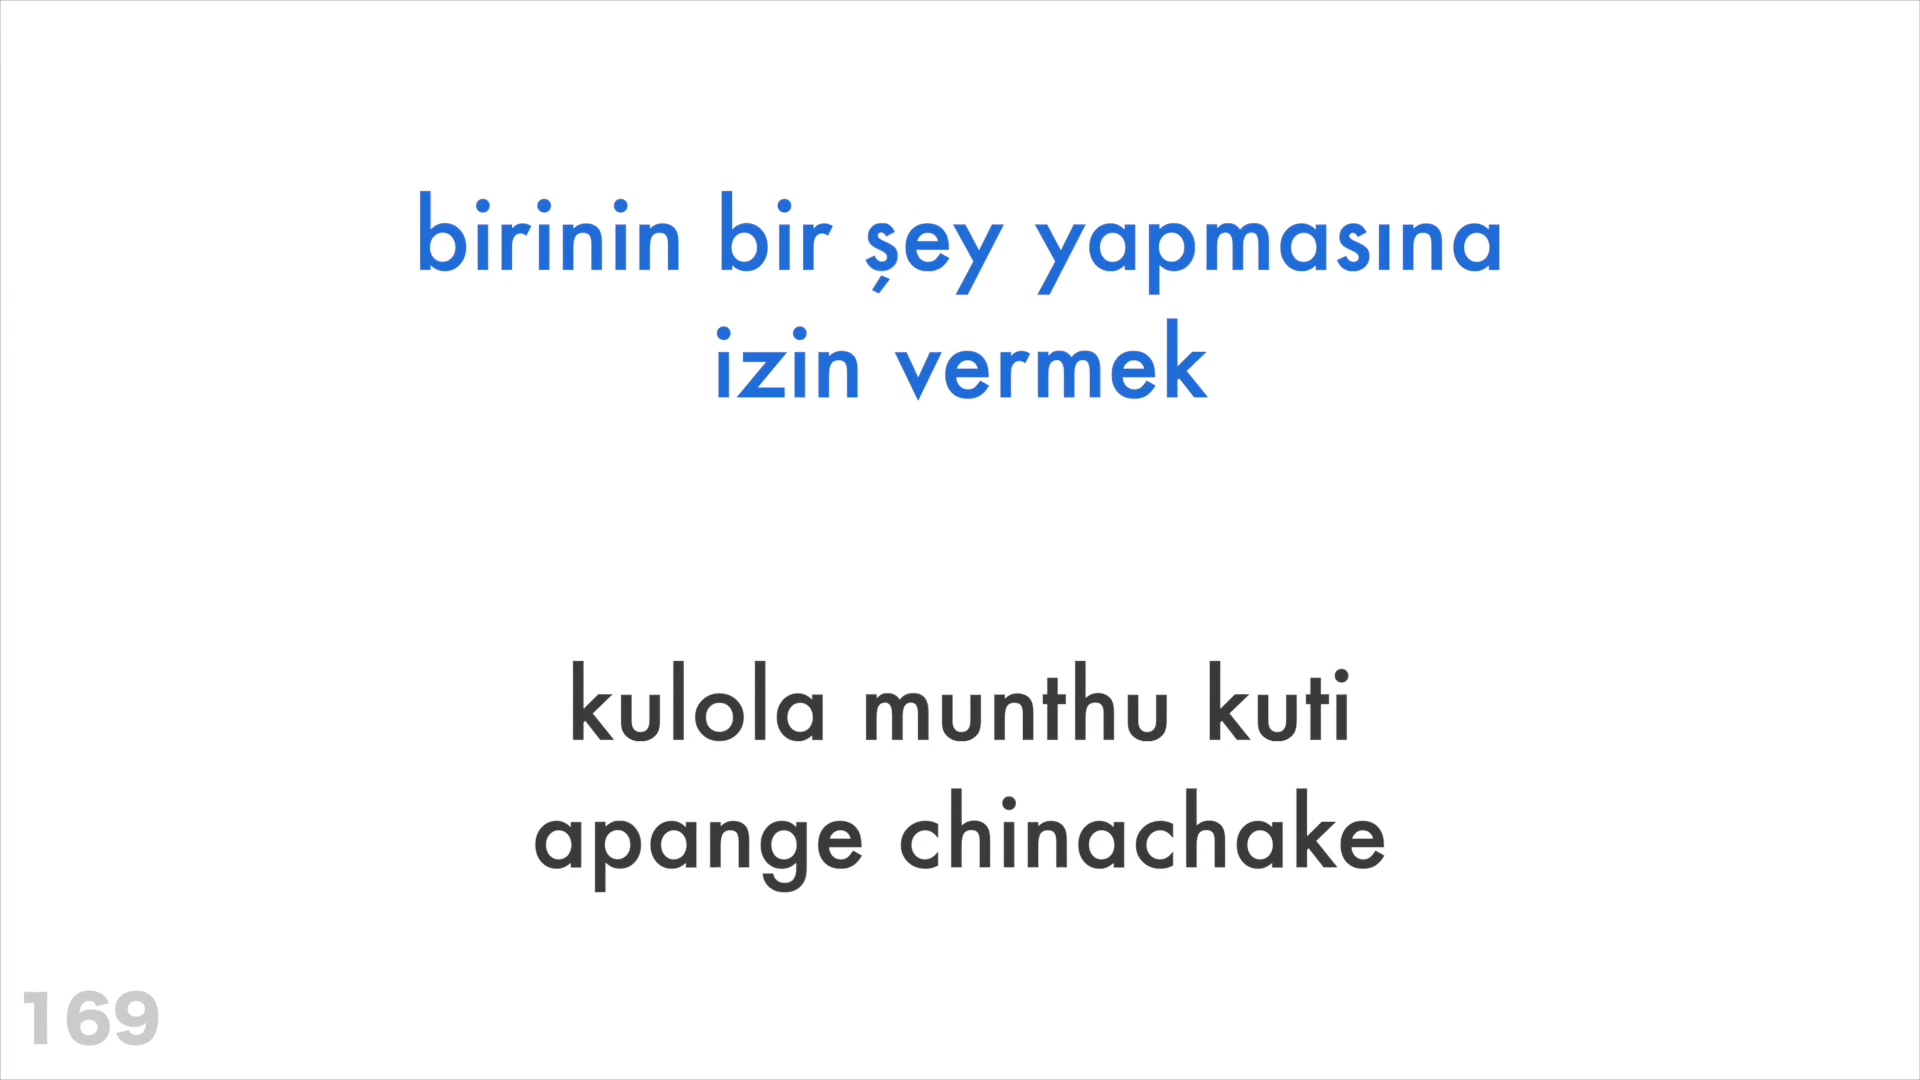 birinin bir şey yapmasına
izin vermek
kulola munthu kuti
apange chinachake
169